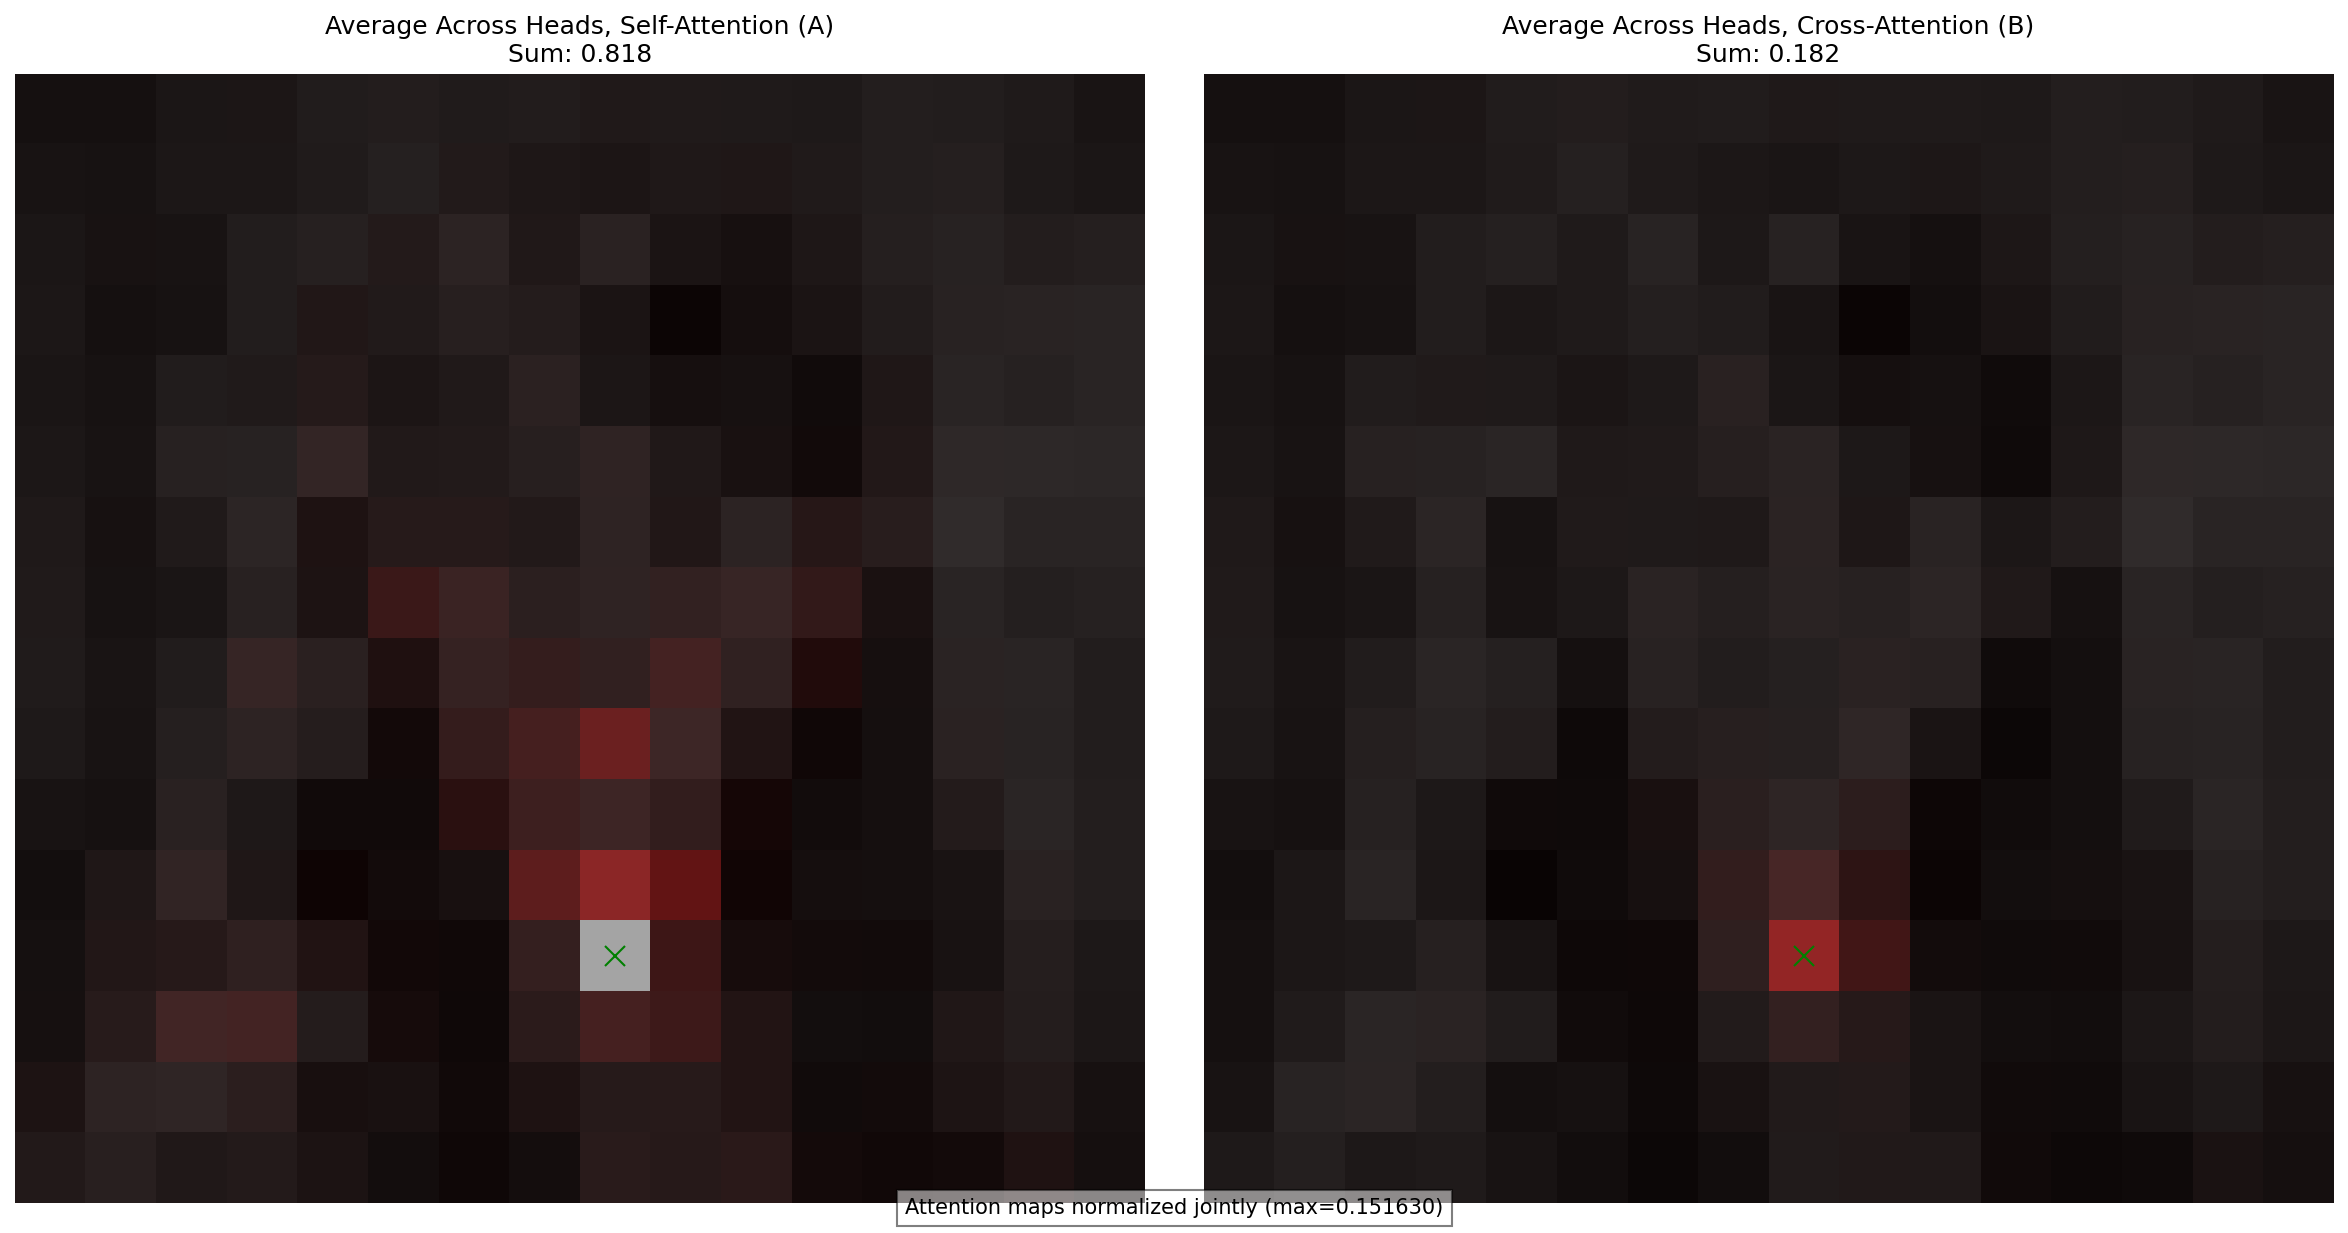 Average Across Heads, Self-Attention (A)
Sum: 0.818
Average Across Heads, Cross-Attention (B)
Sum: 0.182
Attention maps normalized jointly (max=0.151630)